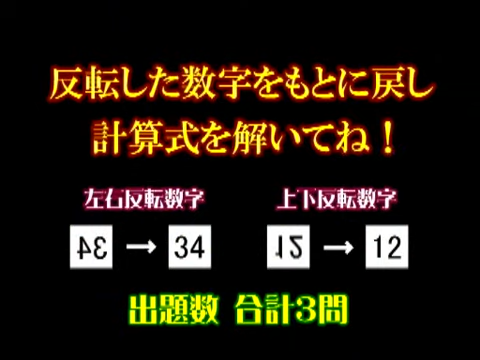 反転した数字をもとに戻し
計算式を解いてね!
左右反転数字 上下反転数字
34 → 34 12 → 12
出題数 合計3問